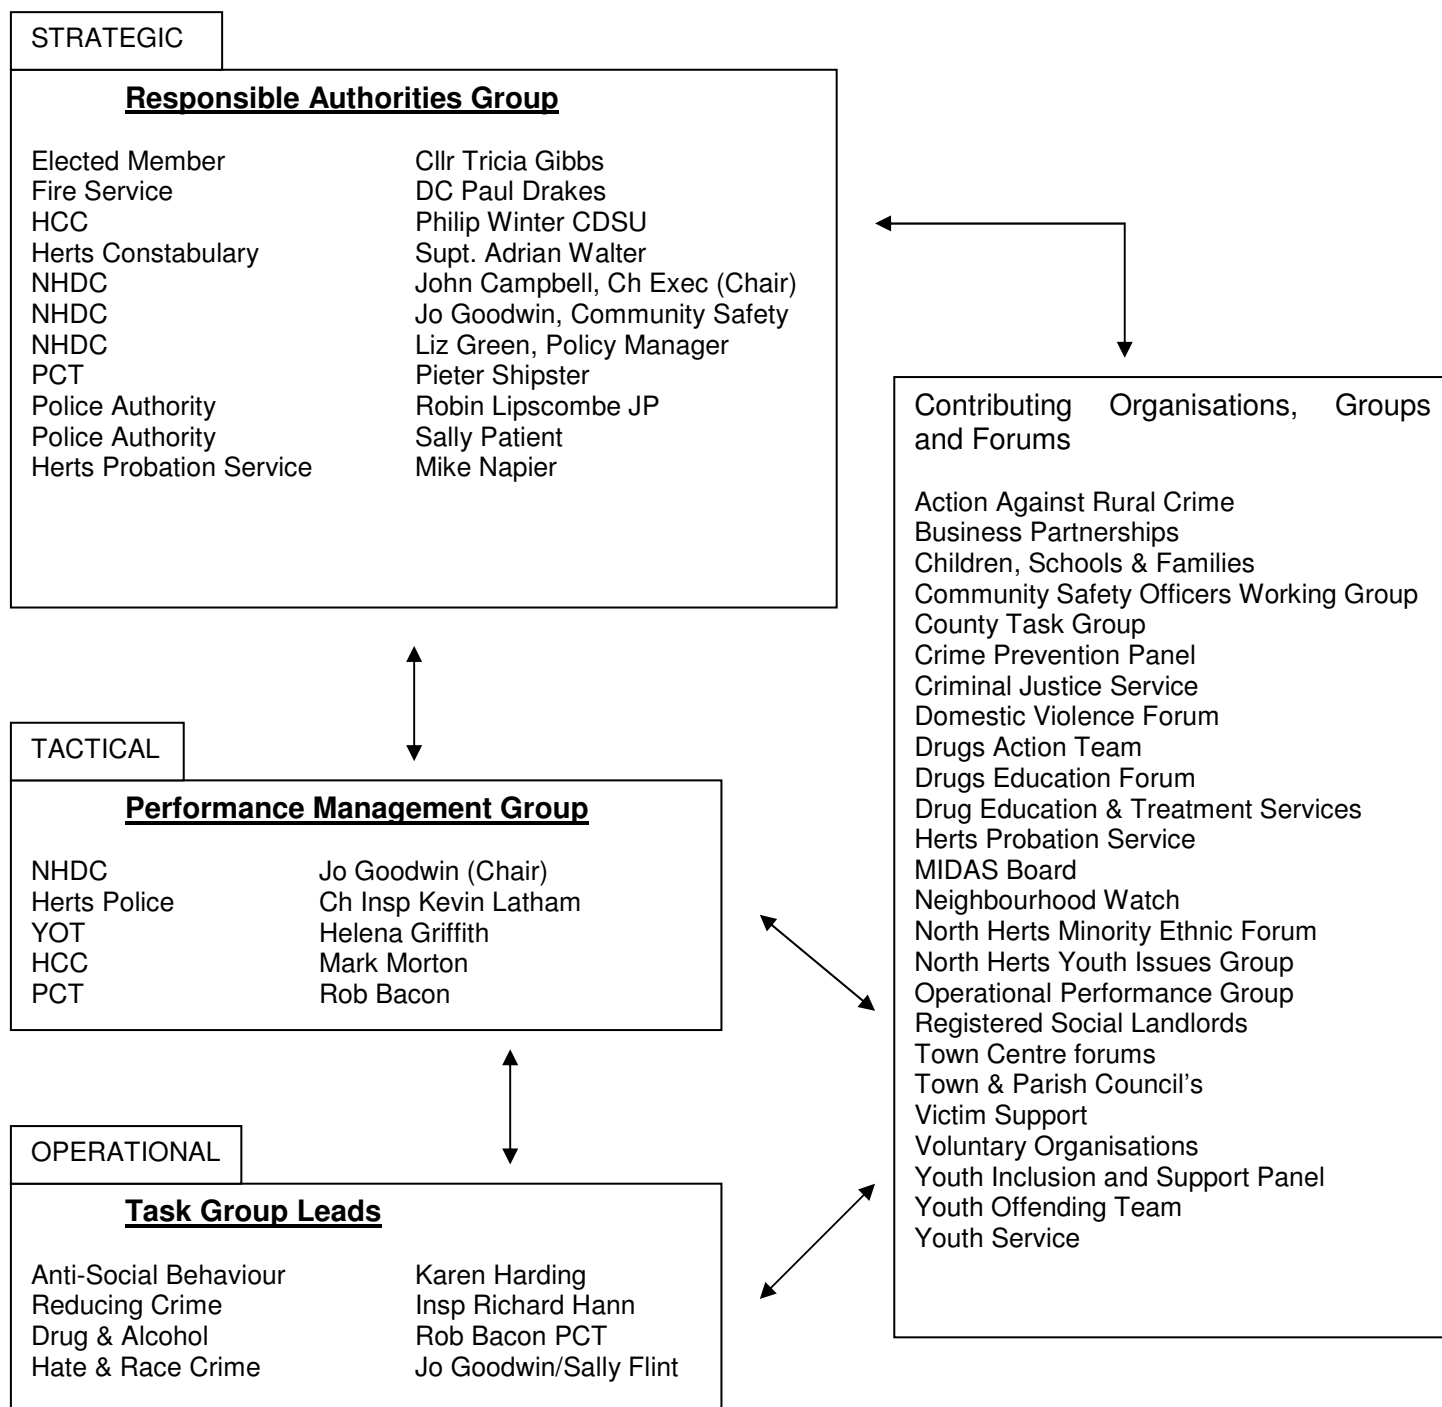 STRATEGIC
Responsible Authorities Group
Elected Member Cllr Tricia Gibbs
Fire Service DC Paul Drakes
HCC Philip Winter CDSU
Herts Constabulary Supt. Adrian Walter
NHDC John Campbell, Ch Exec (Chair)
NHDC Jo Goodwin, Community Safety
NHDC Liz Green, Policy Manager
PCT Pieter Shipster
Police Authority Robin Lipscombe JP
Police Authority Sally Patient
Herts Probation Service Mike Napier
TACTICAL
Performance Management Group
NHDC Jo Goodwin (Chair)
Herts Police Ch Insp Kevin Latham
YOT Helena Griffith
HCC Mark Morton
PCT Rob Bacon
OPERATIONAL
Task Group Leads
Anti-Social Behaviour Karen Harding
Reducing Crime Insp Richard Hann
Drug & Alcohol Rob Bacon PCT
Hate & Race Crime Jo Goodwin/Sally Flint
Contributing Organisations, Groups
and Forums
Action Against Rural Crime
Business Partnerships
Children, Schools & Families
Community Safety Officers Working Group
County Task Group
Crime Prevention Panel
Criminal Justice Service
Domestic Violence Forum
Drugs Action Team
Drugs Education Forum
Drug Education & Treatment Services
Herts Probation Service
MIDAS Board
Neighbourhood Watch
North Herts Minority Ethnic Forum
North Herts Youth Issues Group
Operational Performance Group
Registered Social Landlords
Town Centre forums
Town & Parish Council's
Victim Support
Voluntary Organisations
Youth Inclusion and Support Panel
Youth Offending Team
Youth Service